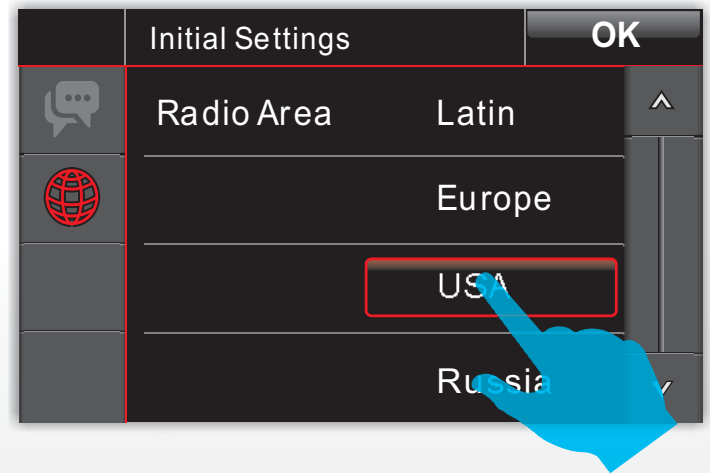 Initial Settings OK
Radio Area Latin
Europe
USA
Russia